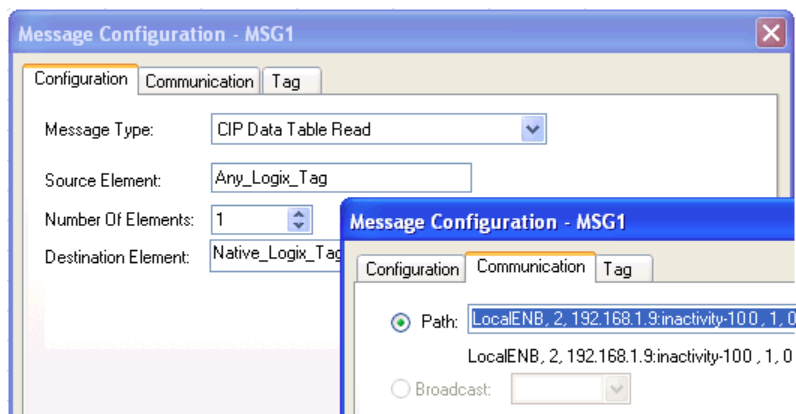 Message Configuration - MSG1
Configuration Communication Tag
Message Type: CIP Data Table Read
Source Element: Any_Logix_Tag
Number Of Elements: 1
Destination Element: Native_Logix_Tag
Message Configuration - MSG1
Configuration Communication Tag
Path: LocalENB, 2, 192.168.1.9:inactivity-100 , 1, 0
LocalENB, 2, 192.168.1.9:inactivity-100 , 1, 0
Broadcast: